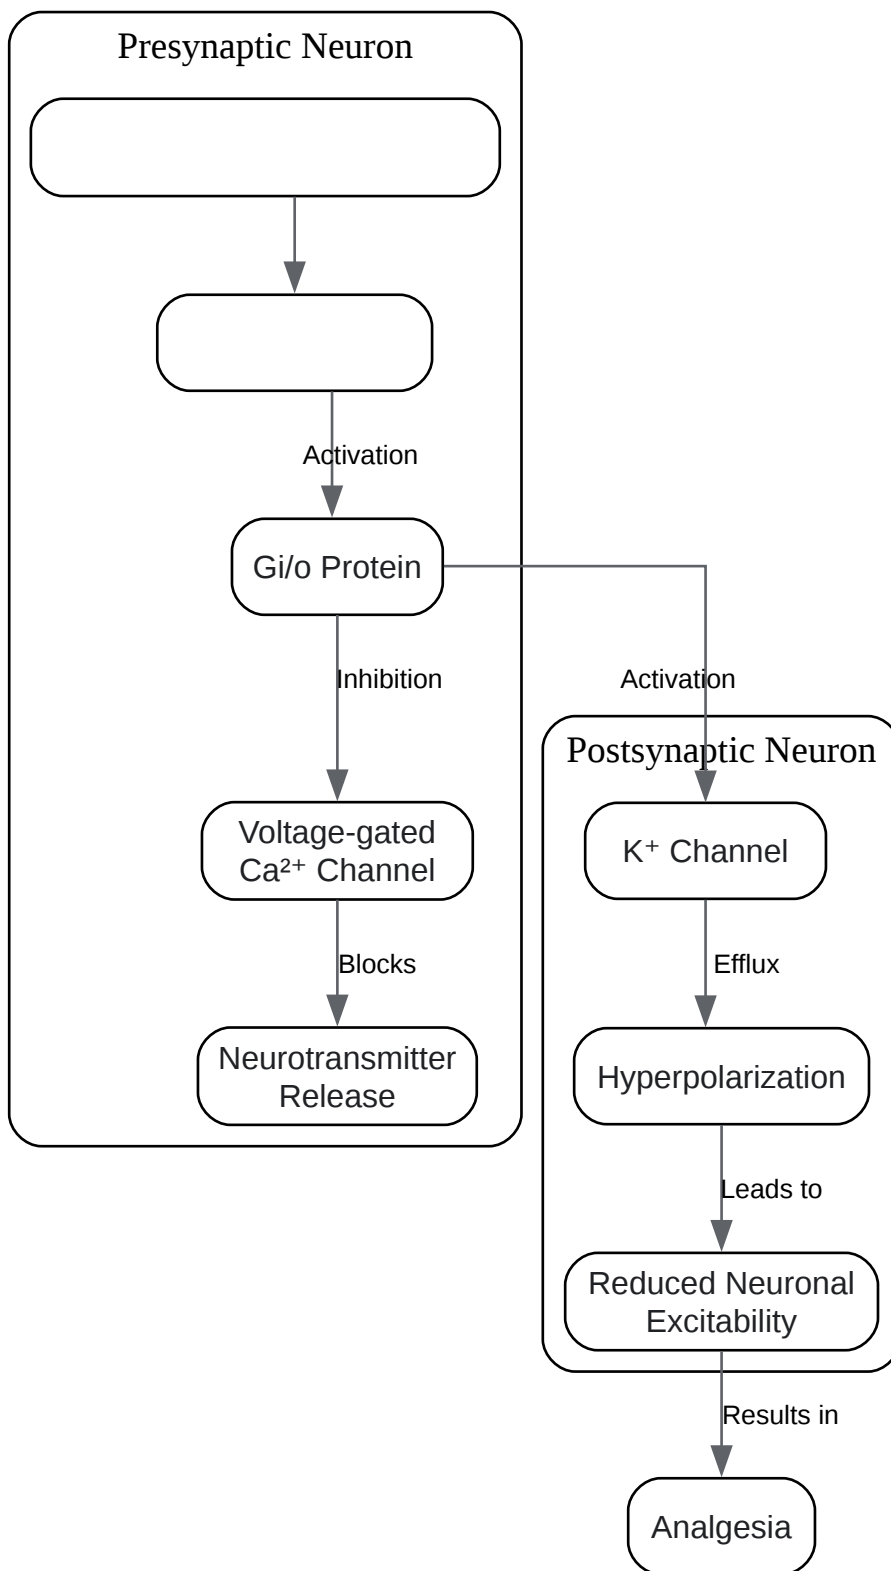 Presynaptic Neuron
Activation
Gi/o Protein
Inhibition
Activation
Postsynaptic Neuron
Voltage-gated
Ca²⁺ Channel
K⁺ Channel
Blocks
Efflux
Neurotransmitter
Release
Hyperpolarization
Leads to
Reduced Neuronal
Excitability
Results in
Analgesia